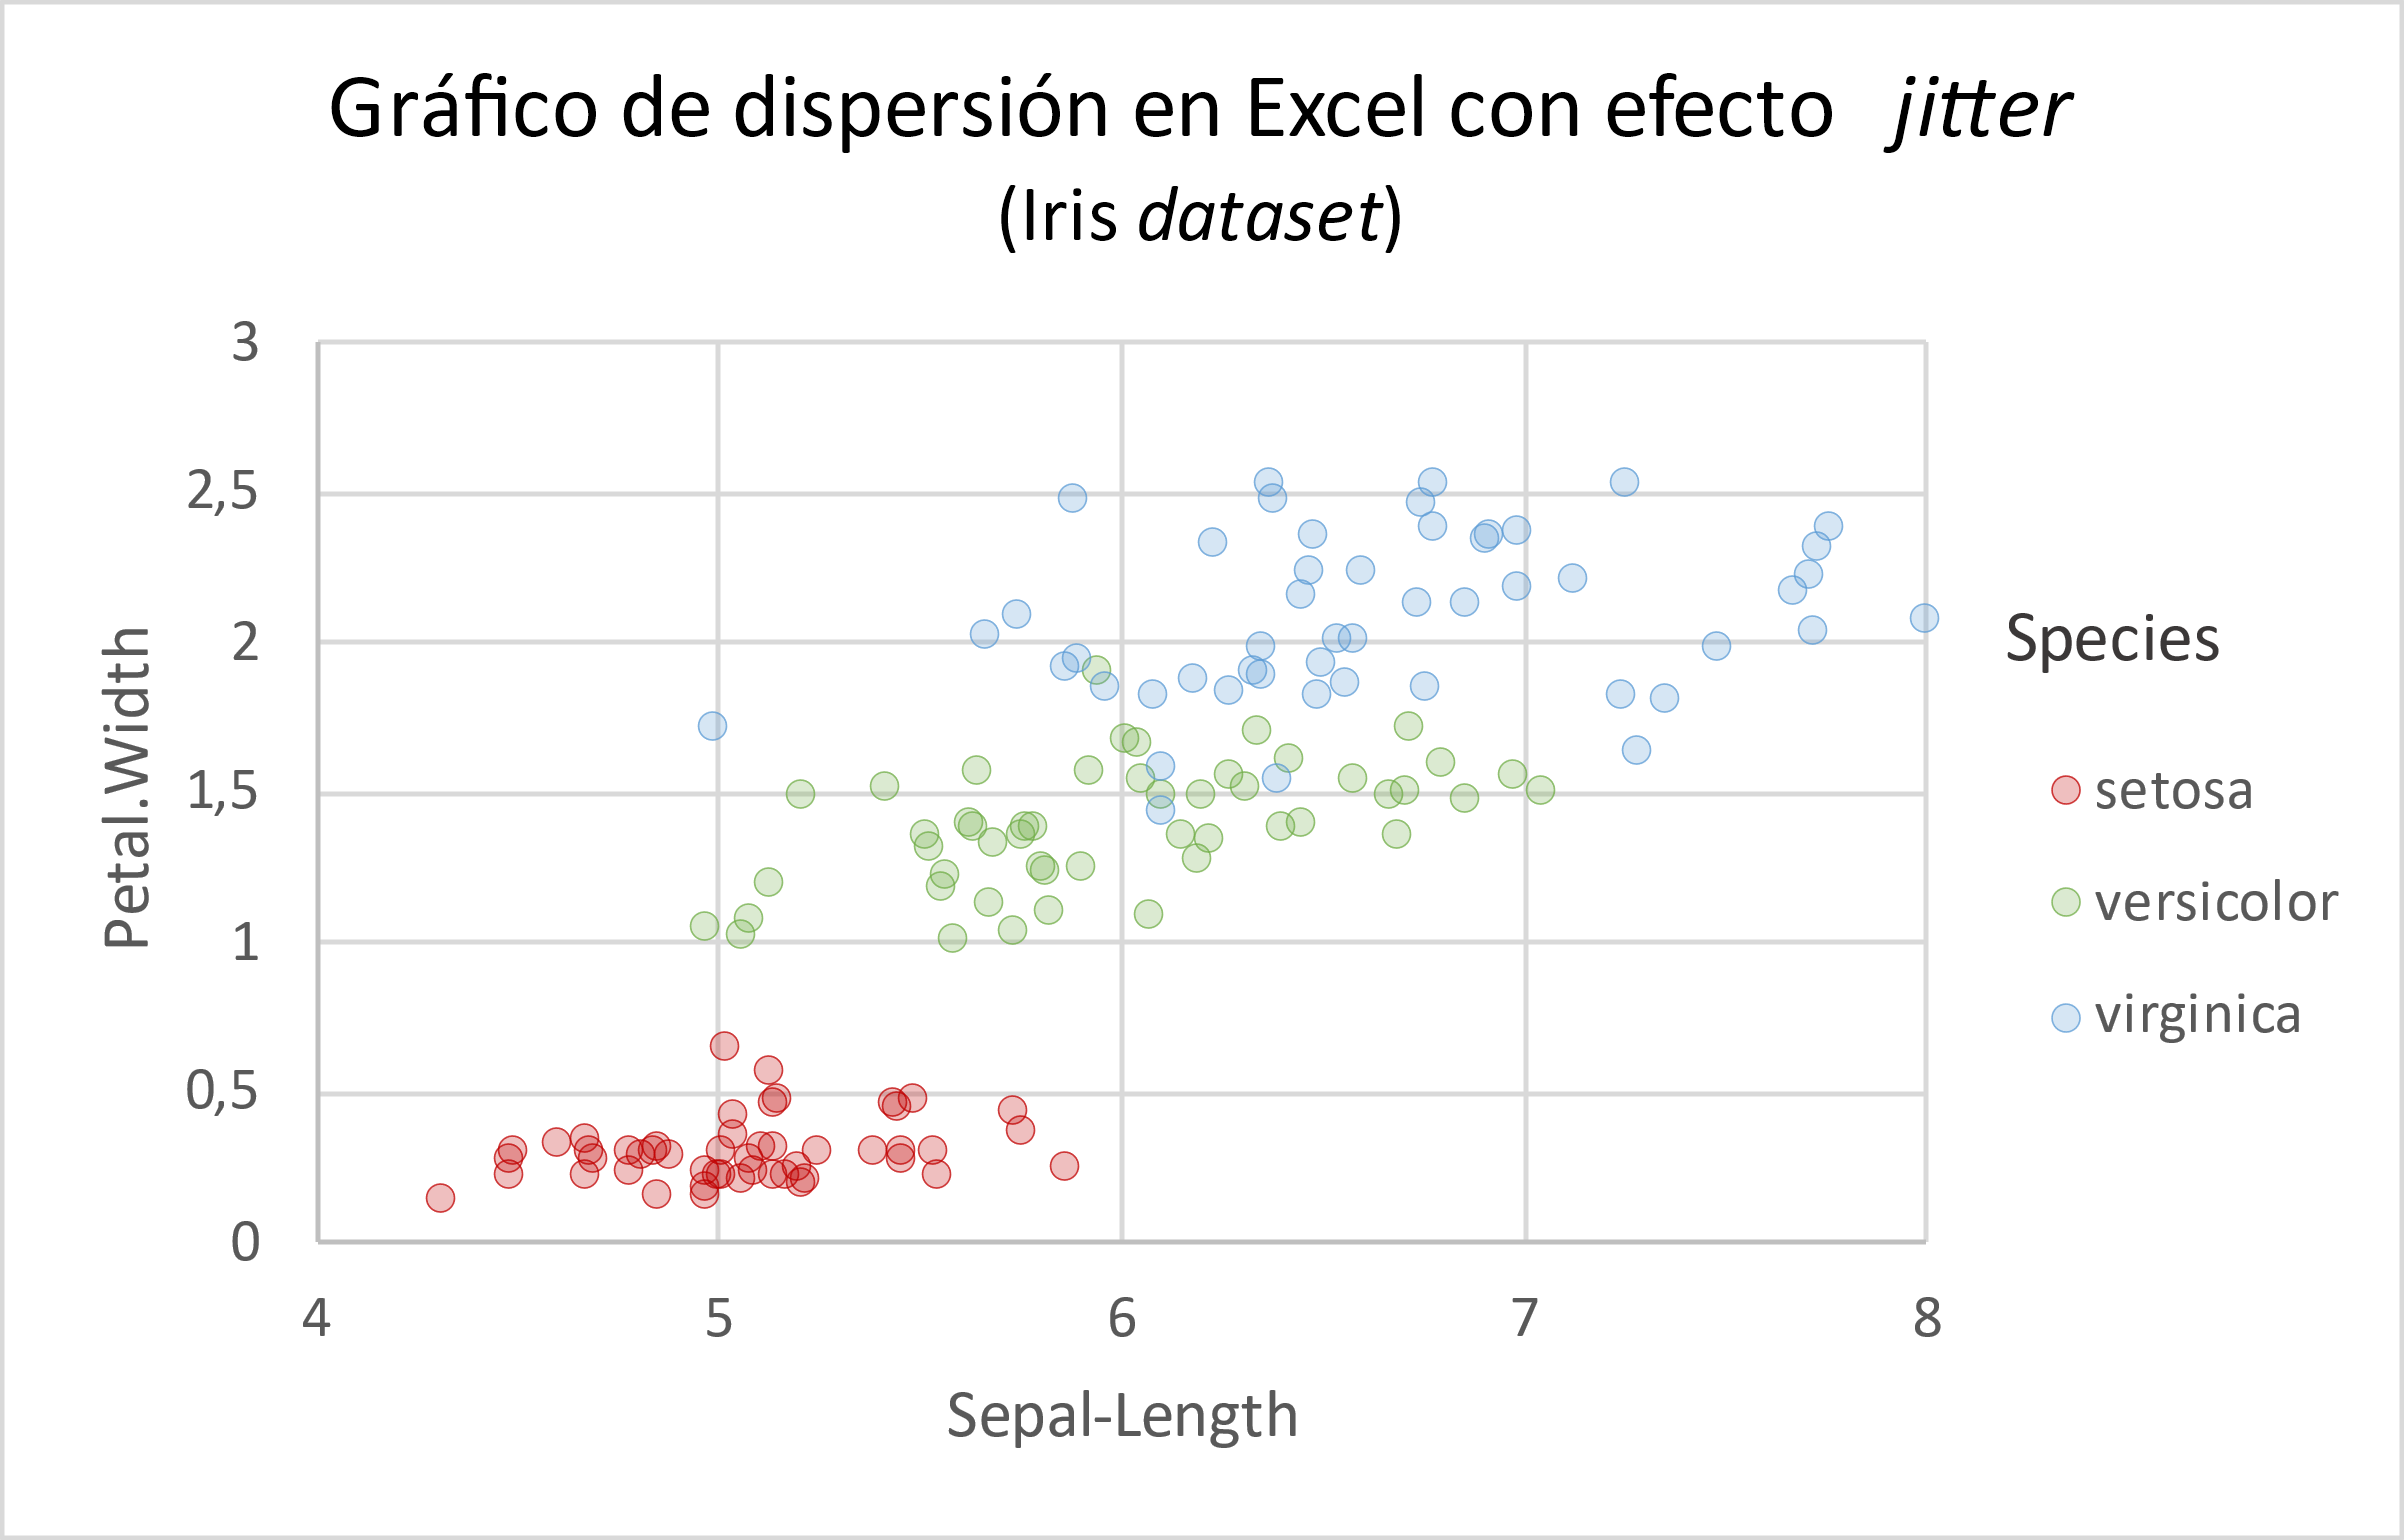 Gráfico de dispersión en Excel con efecto jitter
(Iris dataset)
3
2,5
2
1,5
1
0,5
0
Petal.Width
4 5 6 7 8
Sepal-Length
Species
setosa
versicolor
virginica